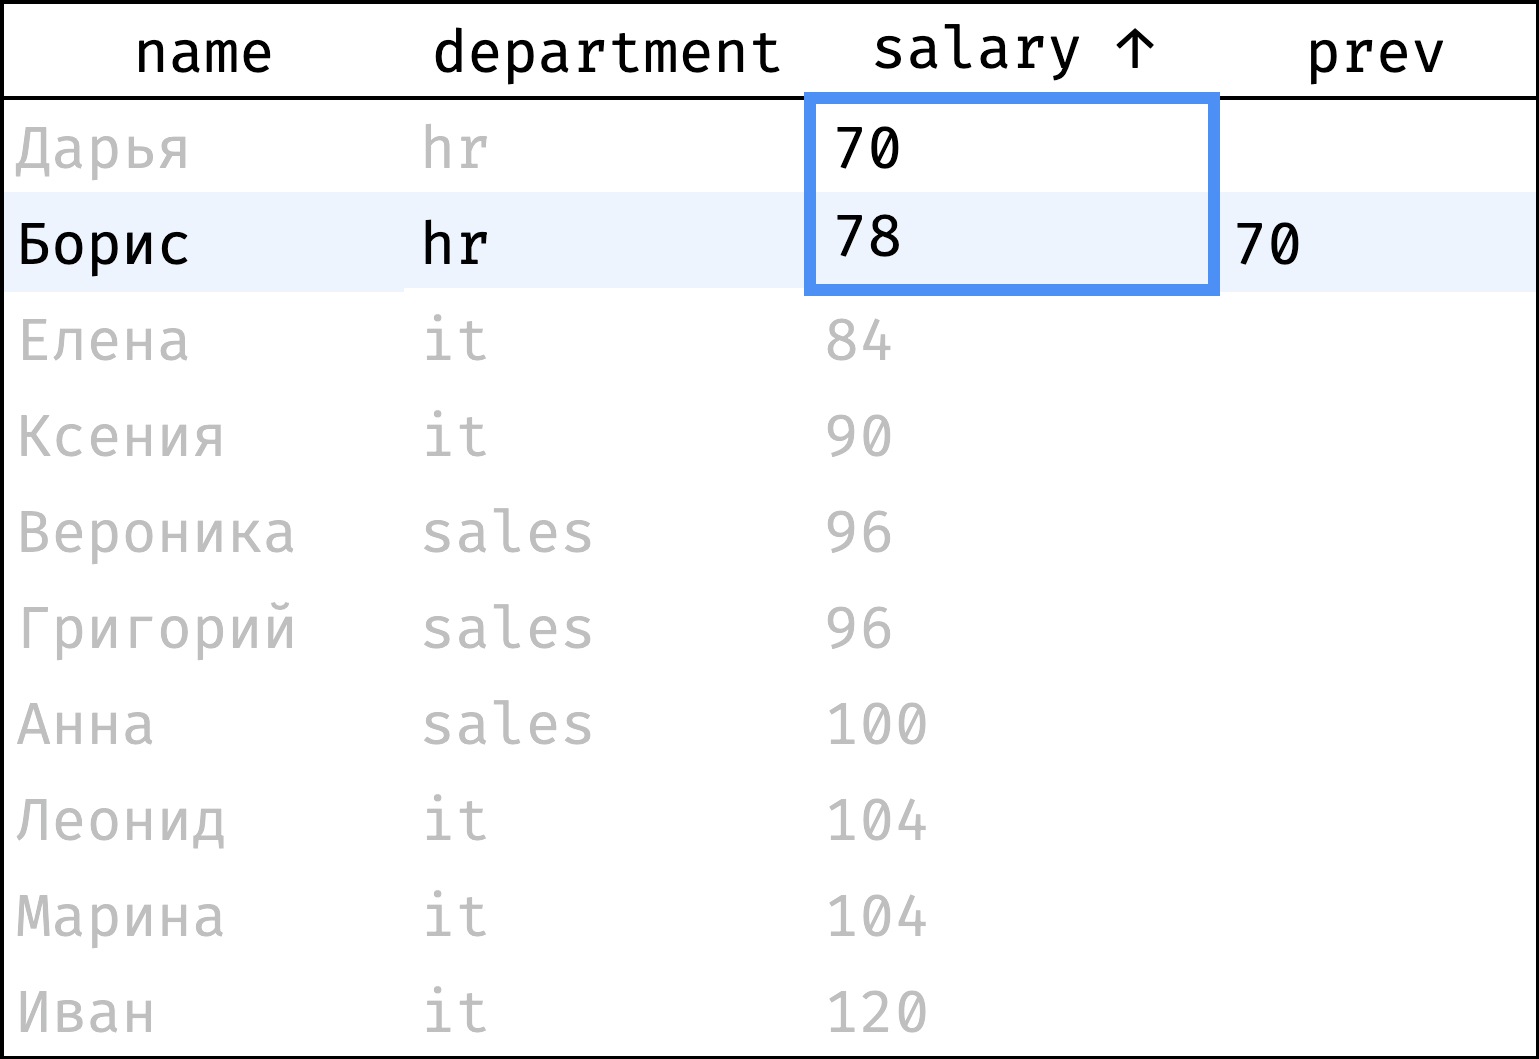 name department salary ↑ prev
Дарья hr 70
Борис hr 78 70
Елена it 84
Ксения it 90
Вероника sales 96
Григорий sales 96
Анна sales 100
Леонид it 104
Марина it 104
Иван it 120